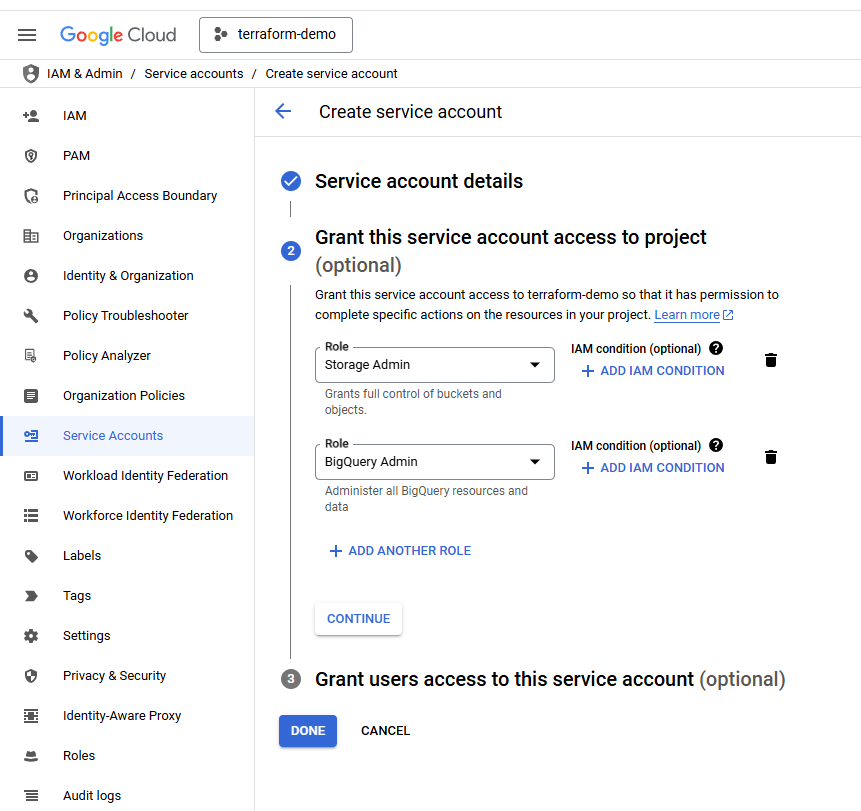 Google Cloud
terraform-demo
IAM & Admin / Service accounts / Create service account
IAM
PAM
Principal Access Boundary
Organizations
Identity & Organization
Policy Troubleshooter
Policy Analyzer
Organization Policies
Service Accounts
Workload Identity Federation
Workforce Identity Federation
Labels
Tags
Settings
Privacy & Security
Identity-Aware Proxy
Roles
Audit logs
Create service account
Service account details
2
Grant this service account access to project
(optional)
Grant this service account access to terraform-demo so that it has permission to
complete specific actions on the resources in your project. Learn more
Role
Storage Admin
Grants full control of buckets and
objects.
IAM condition (optional) ?
+ ADD IAM CONDITION
Role
BigQuery Admin
Administer all BigQuery resources and
data
IAM condition (optional) ?
+ ADD IAM CONDITION
+ ADD ANOTHER ROLE
CONTINUE
3
Grant users access to this service account (optional)
DONE
CANCEL